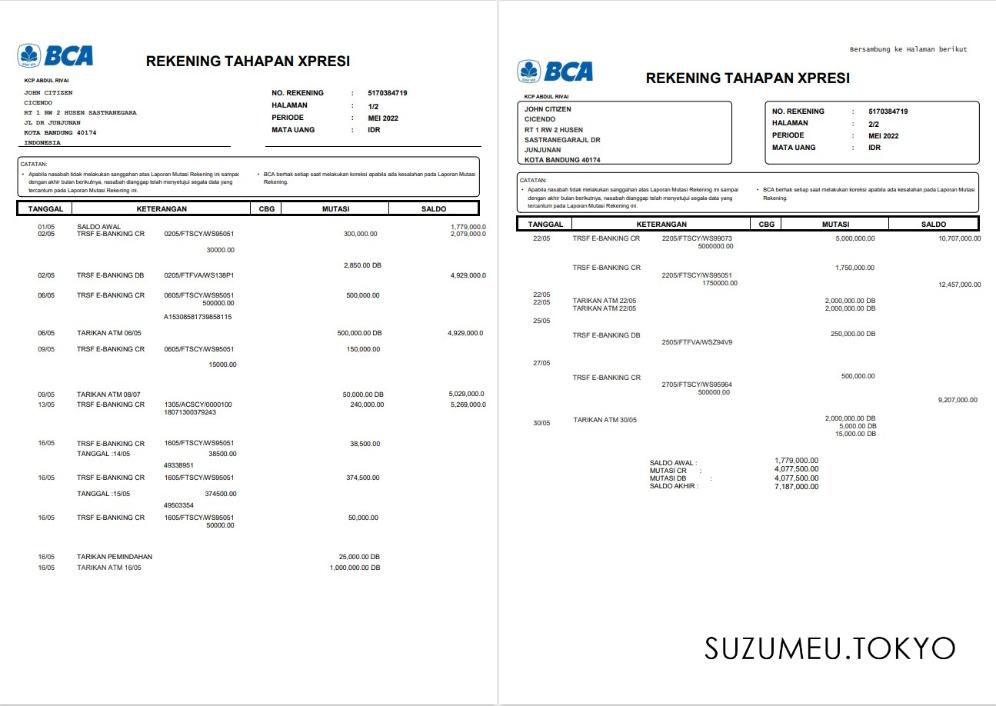 BCA
REKENING TAHAPAN XPRESI
KCP ABDUL RIVAI
JOHN CITIZEN
CICENDO
RT 1 RW 2 HUSEN SASTRANEGARA
JL DR JUNJUNAN
KOTA BANDUNG 40174
INDONESIA
NO. REKENING : 5170384719
HALAMAN : 1/2
PERIODE : MEI 2022
MATA UANG : IDR
CATATAN:
• Apabila nasabah tidak melakukan sanggahan atas Laporan Mutasi Rekening ini sampai
dengan akhir bulan berikutnya, nasabah dianggap telah menyetujui segala data yang
tercantum pada Laporan Mutasi Rekening ini.
• BCA berhak setiap saat melakukan koreksi apabila ada kesalahan pada Laporan Mutasi
Rekening.
TANGGAL KETERANGAN CBG MUTASI SALDO
01/05 SALDO AWAL 1,779,000.0
02/05 TRSF E-BANKING CR 0205/FTSCY/WS95051 300,000.00 2,079,000.0
30000.00
2,850.00 DB
02/05 TRSF E-BANKING DB 0205/FTFVA/WS138P1 4,929,000.0
06/05 TRSF E-BANKING CR 0605/FTSCY/WS95051 500,000.00
500000.00
A15308581739858115
06/05 TARIKAN ATM 06/05 500,000.00 DB 4,929,000.0
09/05 TRSF E-BANKING CR 0605/FTSCY/WS95051 150,000.00
15000.00
09/05 TARIKAN ATM 08/07 50,000.00 DB 5,029,000.0
13/05 TRSF E-BANKING CR 1305/ACSCY/0000100 240,000.00 5,269,000.0
18071300379243
16/05 TRSF E-BANKING CR 1605/FTSCY/WS95051 38,500.00
TANGGAL :14/05 38500.00
49338951
16/05 TRSF E-BANKING CR 1605/FTSCY/WS95051 374,500.00
TANGGAL :15/05 374500.00
49503354
16/05 TRSF E-BANKING CR 1605/FTSCY/WS95051 50,000.00
50000.00
16/05 TARIKAN PEMINDAHAN 25,000.00 DB
16/05 TARIKAN ATM 16/05 1,000,000.00 DB
Bersambung ke Halaman berikut
BCA
REKENING TAHAPAN XPRESI
KCP ABDUL RIVAI
JOHN CITIZEN
CICENDO
RT 1 RW 2 HUSEN
SASTRANEGARAJL DR
JUNJUNAN
KOTA BANDUNG 40174
NO. REKENING : 5170384719
HALAMAN : 2/2
PERIODE : MEI 2022
MATA UANG : IDR
CATATAN:
• Apabila nasabah tidak melakukan sanggahan atas Laporan Mutasi Rekening ini sampai
dengan akhir bulan berikutnya, nasabah dianggap telah menyetujui segala data yang
tercantum pada Laporan Mutasi Rekening ini.
• BCA berhak setiap saat melakukan koreksi apabila ada kesalahan pada Laporan Mutasi
Rekening.
TANGGAL KETERANGAN CBG MUTASI SALDO
22/05 TRSF E-BANKING CR 2205/FTSCY/WS99073 5,000,000.00 10,707,000.00
5000000.00
TRSF E-BANKING CR 1,750,000.00
2205/FTSCY/WS95051
1750000.00 12,457,000.00
22/05
22/05 TARIKAN ATM 22/05 2,000,000.00 DB
TARIKAN ATM 22/05 2,000,000.00 DB
25/05
TRSF E-BANKING DB 250,000.00 DB
2505/FTFVA/WSZ94V9
27/05
TRSF E-BANKING CR 500,000.00
2705/FTSCY/WS95964
500000.00
9,207,000.00
30/05 TARIKAN ATM 30/05 2,000,000.00 DB
5,000.00 DB
15,000.00 DB
SALDO AWAL : 1,779,000.00
MUTASI CR : 4,077,500.00
MUTASI DB : 4,077,500.00
SALDO AKHIR : 7,187,000.00
SUZUMEU.TOKYO